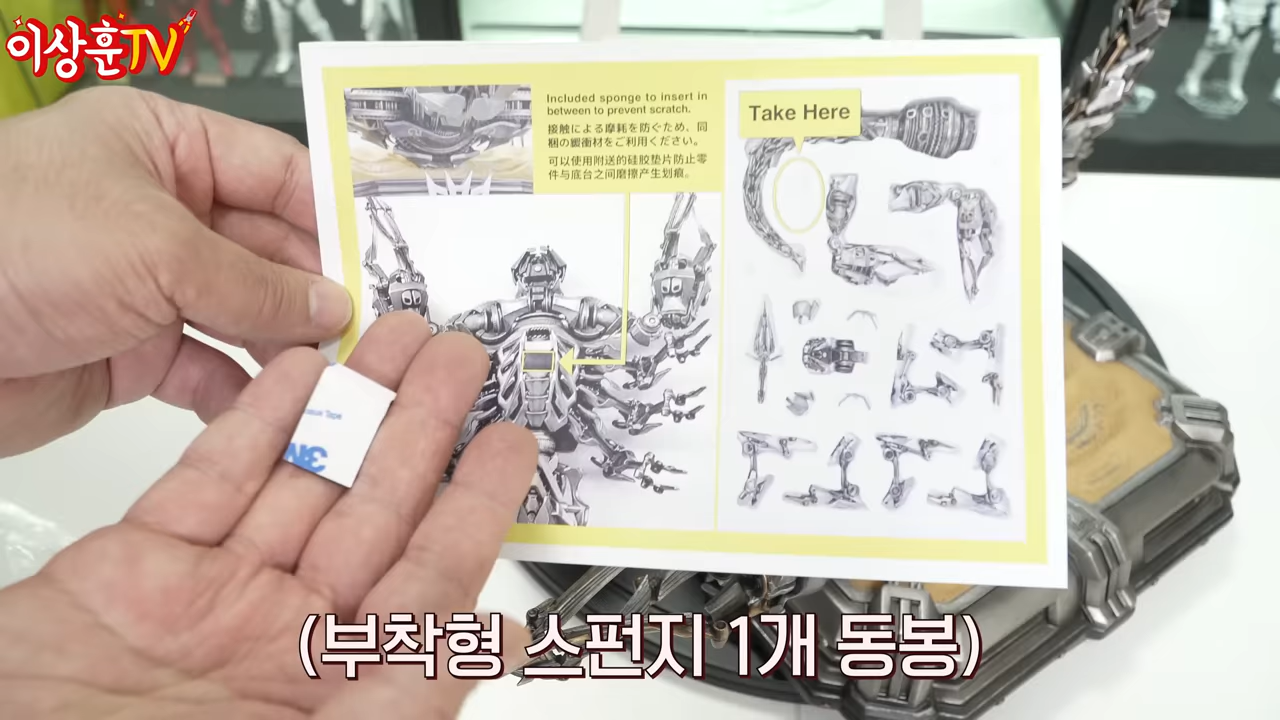 이상훈TV
Included sponge to insert in
between to prevent scratch.
接触による摩耗を防ぐため、同
梱の緩衝材をご利用ください。
可以使用附送的硅胶垫片防止零
件与底台之间磨擦产生划痕。
Take Here
3M
(부착형 스펀지 1개 동봉)